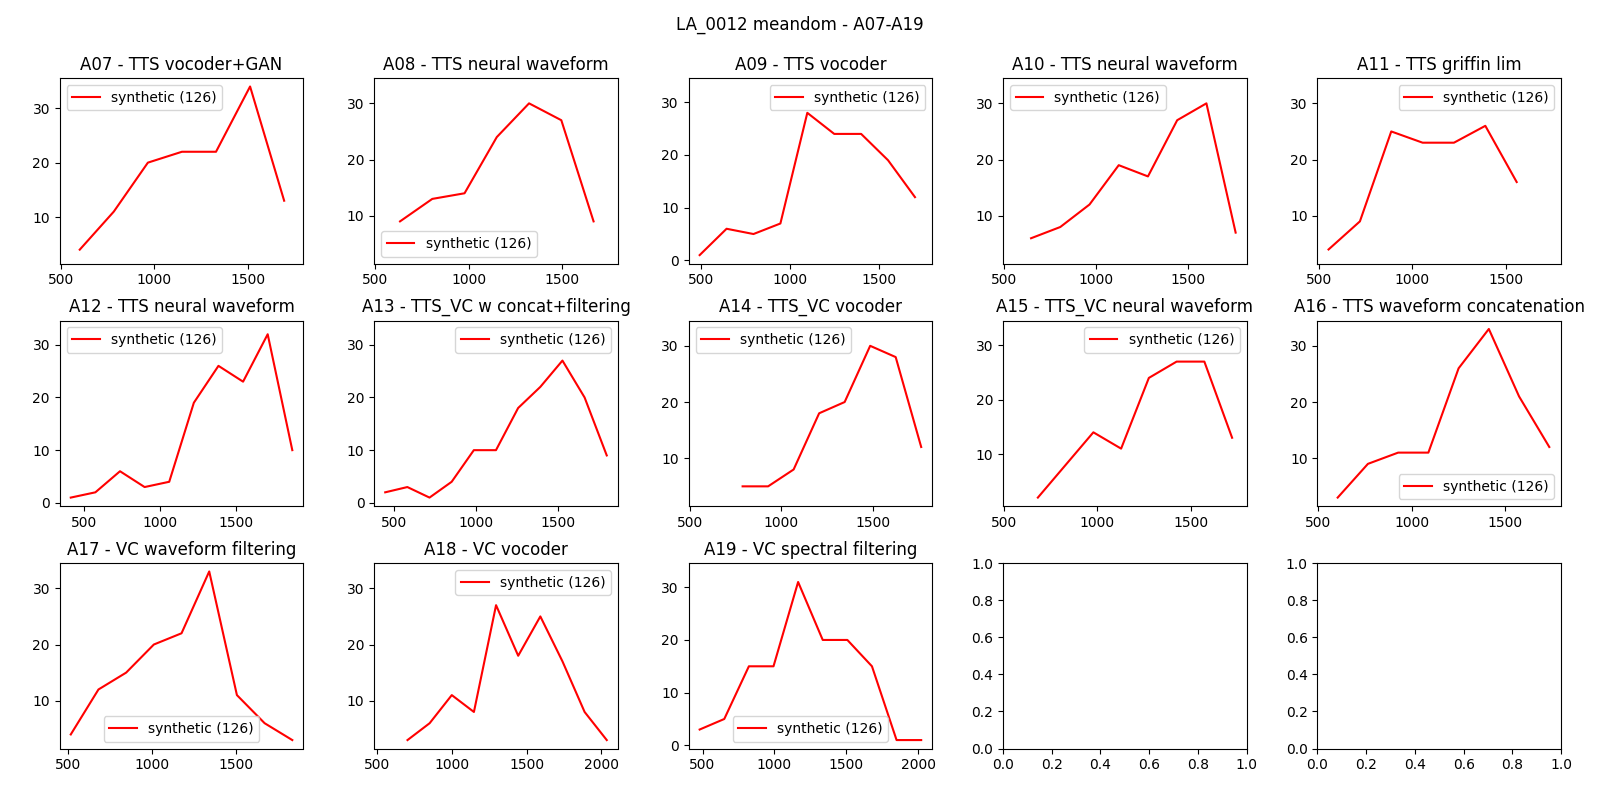 LA_0012 meandom - A07-A19
A07 - TTS vocoder+GAN
synthetic (126)
30
20
10
500 1000 1500
A08 - TTS neural waveform
synthetic (126)
30
20
10
500 1000 1500
A09 - TTS vocoder
synthetic (126)
30
20
10
0
500 1000 1500
A10 - TTS neural waveform
synthetic (126)
30
20
10
500 1000 1500
A11 - TTS griffin lim
synthetic (126)
30
20
10
500 1000 1500
A12 - TTS neural waveform
synthetic (126)
30
20
10
0
500 1000 1500
A13 - TTS_VC w concat+filtering
synthetic (126)
30
20
10
0
500 1000 1500
A14 - TTS_VC vocoder
synthetic (126)
30
20
10
500 1000 1500
A15 - TTS_VC neural waveform
synthetic (126)
30
20
10
500 1000 1500
A16 - TTS waveform concatenation
synthetic (126)
30
20
10
500 1000 1500
A17 - VC waveform filtering
synthetic (126)
30
20
10
500 1000 1500
A18 - VC vocoder
synthetic (126)
30
20
10
500 1000 1500 2000
A19 - VC spectral filtering
synthetic (126)
30
20
10
0
500 1000 1500 2000
1.0
0.8
0.6
0.4
0.2
0.0
0.0 0.2 0.4 0.6 0.8 1.0
1.0
0.8
0.6
0.4
0.2
0.0
0.0 0.2 0.4 0.6 0.8 1.0